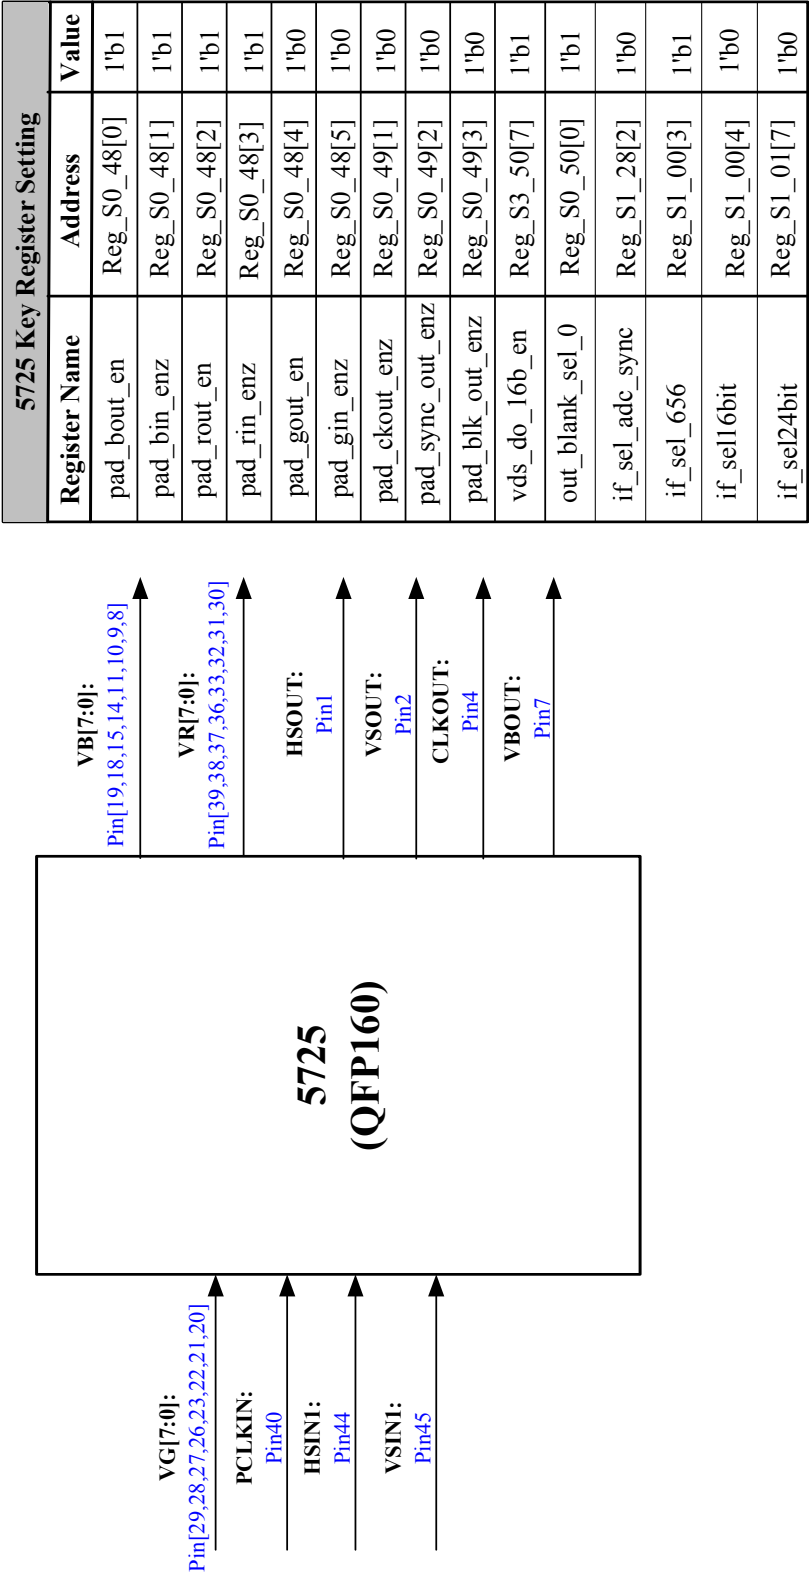 VG[7:0]:
Pin[29,28,27,26,23,22,21,20]
PCLKIN:
Pin40
HSIN1:
Pin44
VSIN1:
Pin45
5725
(QFP160)
VB[7:0]:
Pin[19,18,15,14,11,10,9,8]
VR[7:0]:
Pin[39,38,37,36,33,32,31,30]
HSOUT:
Pin1
VSOUT:
Pin2
CLKOUT:
Pin4
VBOUT:
Pin7
5725 Key Register Setting
Register Name Address Value
pad_bout_en Reg_S0_48[0] 1'b1
pad_bin_enz Reg_S0_48[1] 1'b1
pad_rout_en Reg_S0_48[2] 1'b1
pad_rin_enz Reg_S0_48[3] 1'b1
pad_gout_en Reg_S0_48[4] 1'b0
pad_gin_enz Reg_S0_48[5] 1'b0
pad_ckout_enz Reg_S0_49[1] 1'b0
pad_sync_out_enz Reg_S0_49[2] 1'b0
pad_blk_out_enz Reg_S0_49[3] 1'b0
vds_do_16b_en Reg_S3_50[7] 1'b1
out_blank_sel_0 Reg_S0_50[0] 1'b1
if_sel_adc_sync Reg_S1_28[2] 1'b0
if_sel_656 Reg_S1_00[3] 1'b1
if_sel16bit Reg_S1_00[4] 1'b0
if_sel24bit Reg_S1_01[7] 1'b0